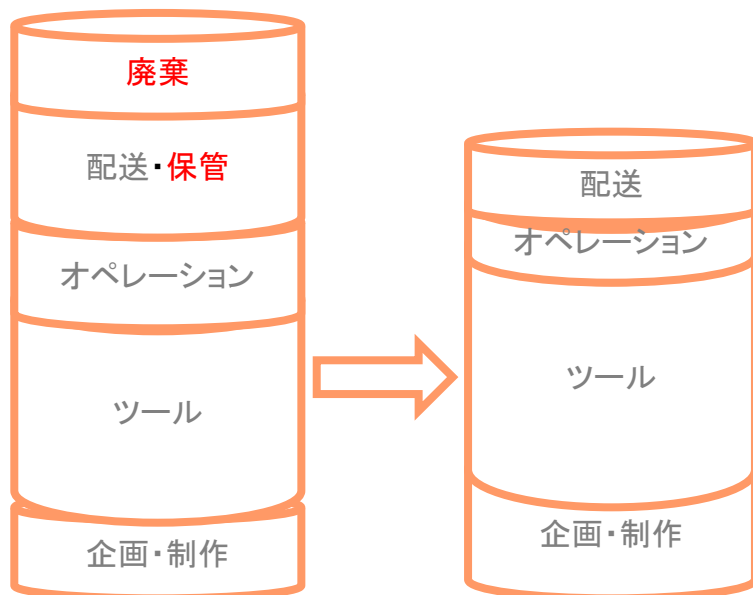 廃棄
配送・保管
オペレーション
ツール
企画・制作
配送
オペレーション
ツール
企画・制作